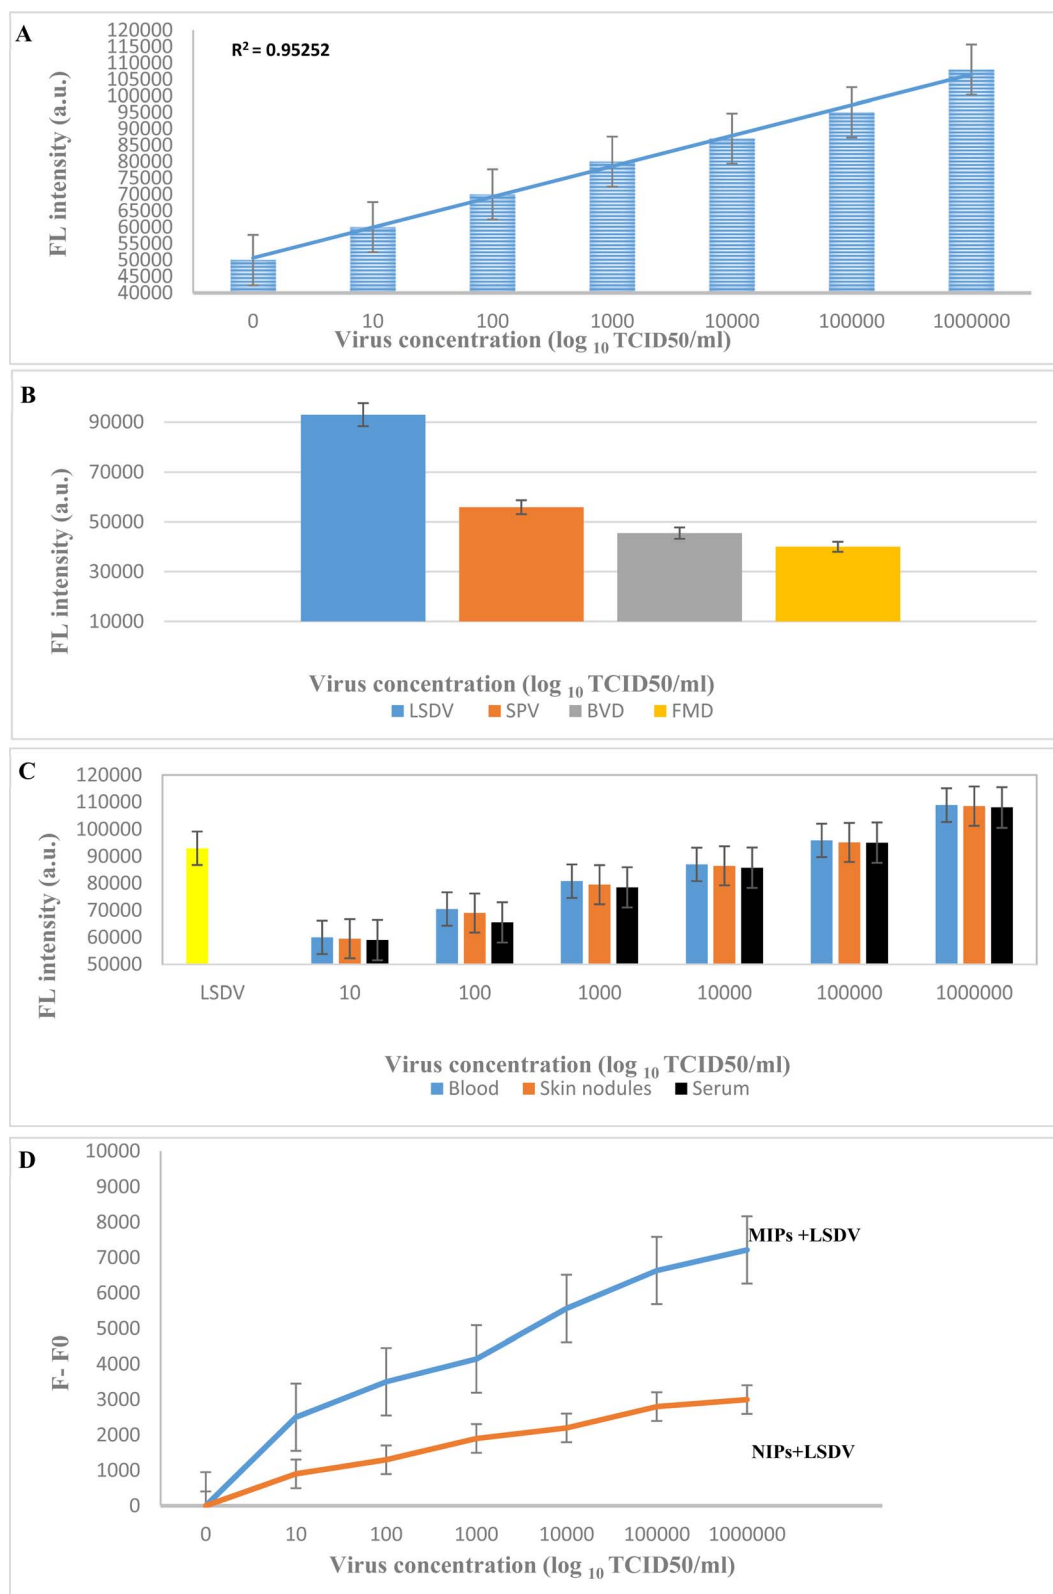 A
R² = 0.95252
FL intensity (a.u.)
120000
115000
110000
105000
100000
95000
90000
85000
80000
75000
70000
65000
60000
55000
50000
45000
40000
0 10 100 1000 10000 100000 1000000
Virus concentration (log 10 TCID50/ml)
B
FL intensity (a.u.)
90000
70000
50000
30000
10000
Virus concentration (log 10 TCID50/ml)
LSDV SPV BVD FMD
C
FL intensity (a.u.)
120000
110000
100000
90000
80000
70000
60000
50000
LSDV 10 100 1000 10000 100000 1000000
Virus concentration (log 10 TCID50/ml)
Blood Skin nodules Serum
D
F- F0
10000
9000
8000
7000
6000
5000
4000
3000
2000
1000
0
MIPs +LSDV
NIPs+LSDV
0 10 100 1000 10000 100000 1000000
Virus concentration (log 10 TCID50/ml)